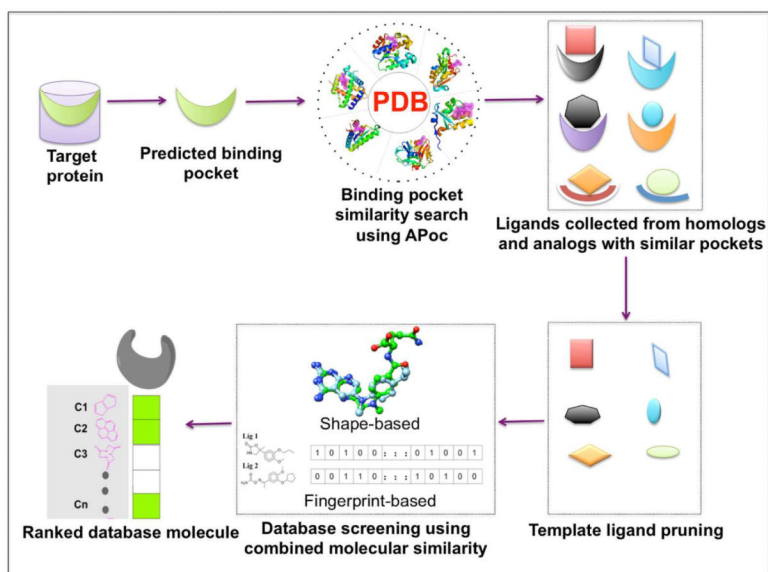 Target
protein
Predicted binding
pocket
PDB
Binding pocket
similarity search
using APoc
Ligands collected from homologs
and analogs with similar pockets
Template ligand pruning
Shape-based
Lig 1
1 0 1 0 0 : : : 0 1 0 0 1
Lig 2
0 0 1 1 0 : : : 1 0 1 0 0
Fingerprint-based
Database screening using
combined molecular similarity
C1
C2
C3
Cn
Ranked database molecule